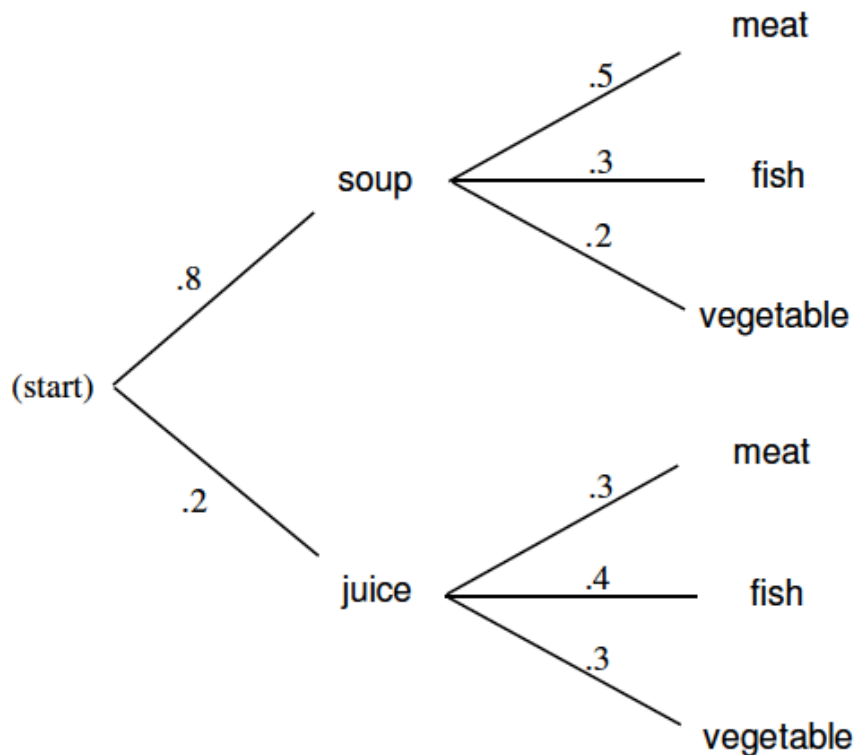 meat
.5
soup
.3
fish
.2
.8
vegetable
(start)
meat
.3
.2
juice
.4
fish
.3
vegetable